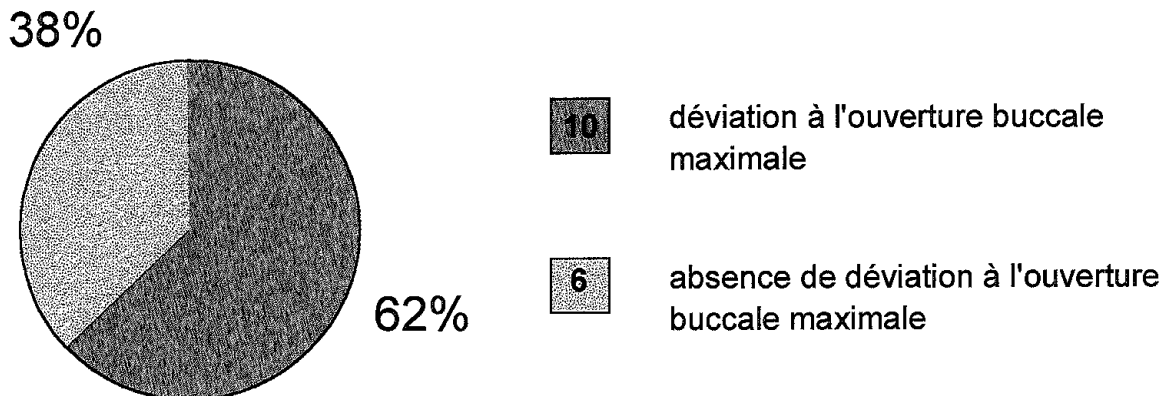 38%
10
déviation à l'ouverture buccale
maximale
6
absence de déviation à l'ouverture
buccale maximale
62%